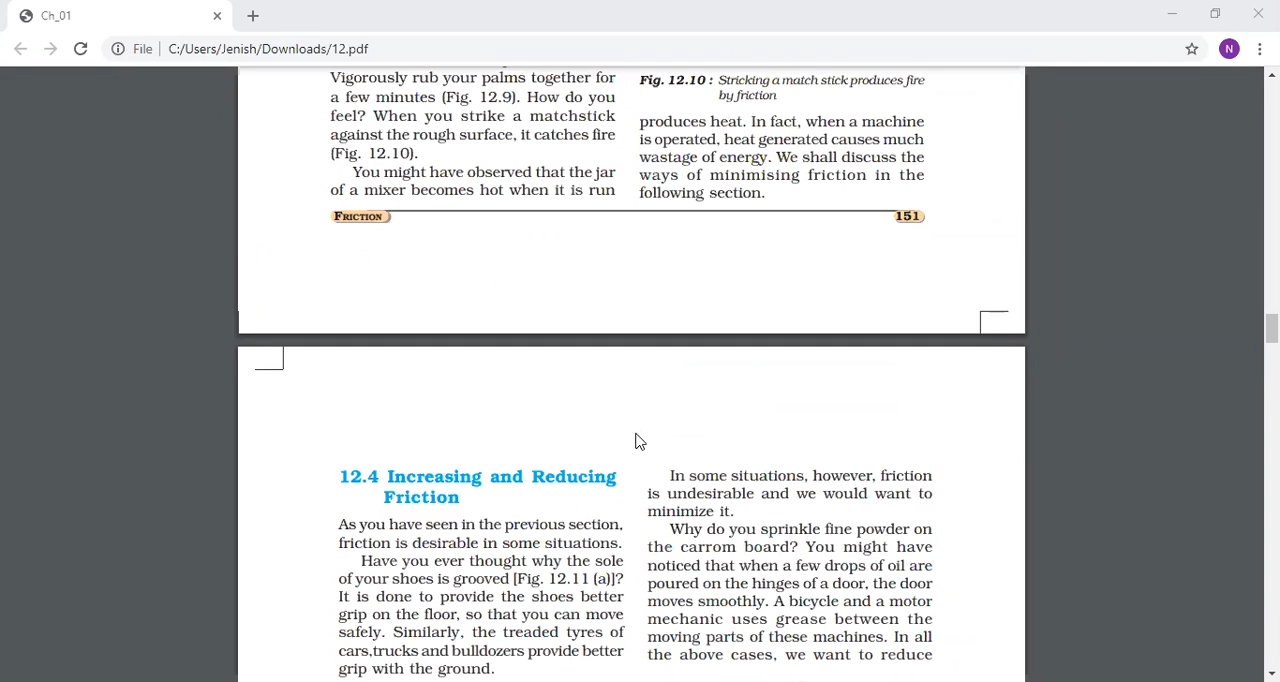 Ch_01
File
C:/Users/Jenish/Downloads/12.pdf
N
Vigorously rub your palms together for
a few minutes (Fig. 12.9). How do you
feel? When you strike a matchstick
against the rough surface, it catches fire
(Fig. 12.10).
You might have observed that the jar
of a mixer becomes hot when it is run
Fig. 12.10 : Stricking a match stick produces fire
by friction
produces heat. In fact, when a machine
is operated, heat generated causes much
wastage of energy. We shall discuss the
ways of minimising friction in the
following section.
FRICTION
151
12.4 Increasing and Reducing
Friction
As you have seen in the previous section,
friction is desirable in some situations.
Have you ever thought why the sole
of your shoes is grooved [Fig. 12.11 (a)]?
It is done to provide the shoes better
grip on the floor, so that you can move
safely. Similarly, the treaded tyres of
cars,trucks and bulldozers provide better
grip with the ground.
In some situations, however, friction
is undesirable and we would want to
minimize it.
Why do you sprinkle fine powder on
the carrom board? You might have
noticed that when a few drops of oil are
poured on the hinges of a door, the door
moves smoothly. A bicycle and a motor
mechanic uses grease between the
moving parts of these machines. In all
the above cases, we want to reduce